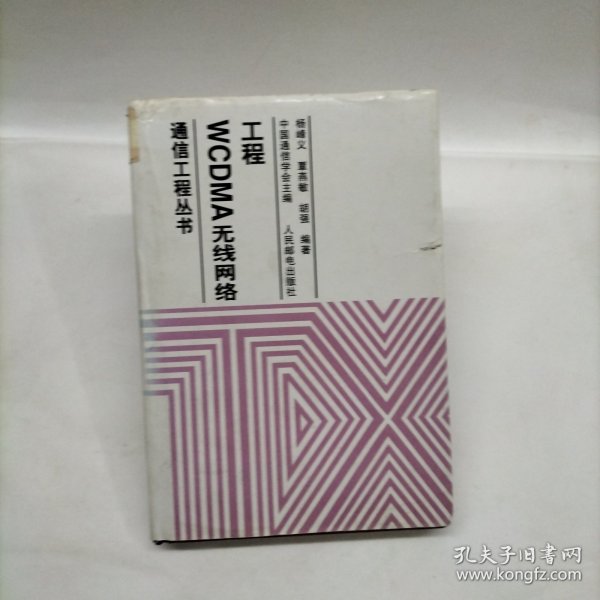 通信工程丛书
WCDMA无线网络
工程
中国通信学会主编 人民邮电出版社
杨峰义 覃燕敏 胡强 编著
孔夫子旧书网
www.kongfz.com